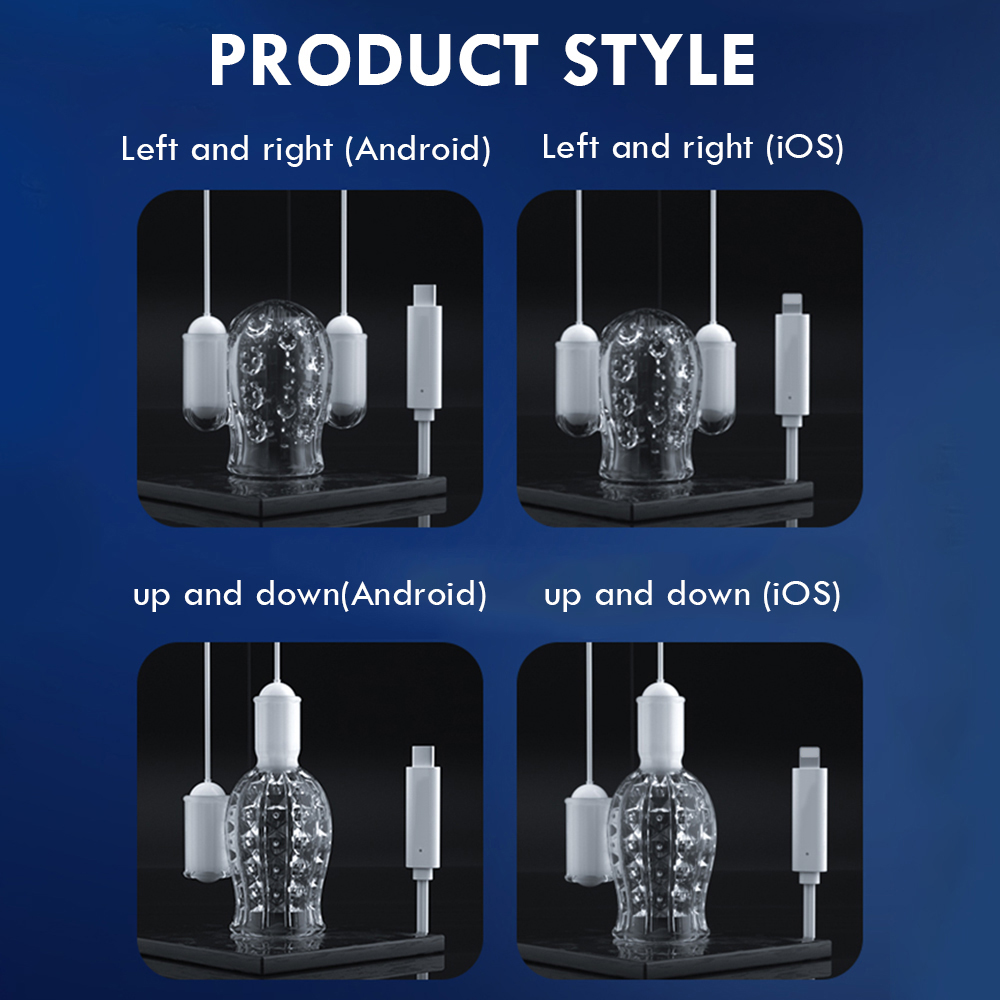 PRODUCT STYLE
Left and right (Android)
Left and right (iOS)
up and down(Android)
up and down (iOS)